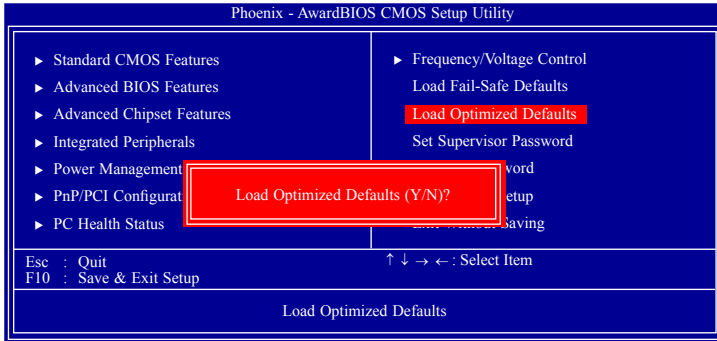 Phoenix - AwardBIOS CMOS Setup Utility
► Standard CMOS Features
► Advanced BIOS Features
► Advanced Chipset Features
► Integrated Peripherals
► Power Management
► PnP/PCI Configurat
► PC Health Status
► Frequency/Voltage Control
Load Fail-Safe Defaults
Load Optimized Defaults
Set Supervisor Password
vord
etup
Saving
Load Optimized Defaults (Y/N)?
Esc : Quit
F10 : Save & Exit Setup
↑ ↓ → ← : Select Item
Load Optimized Defaults